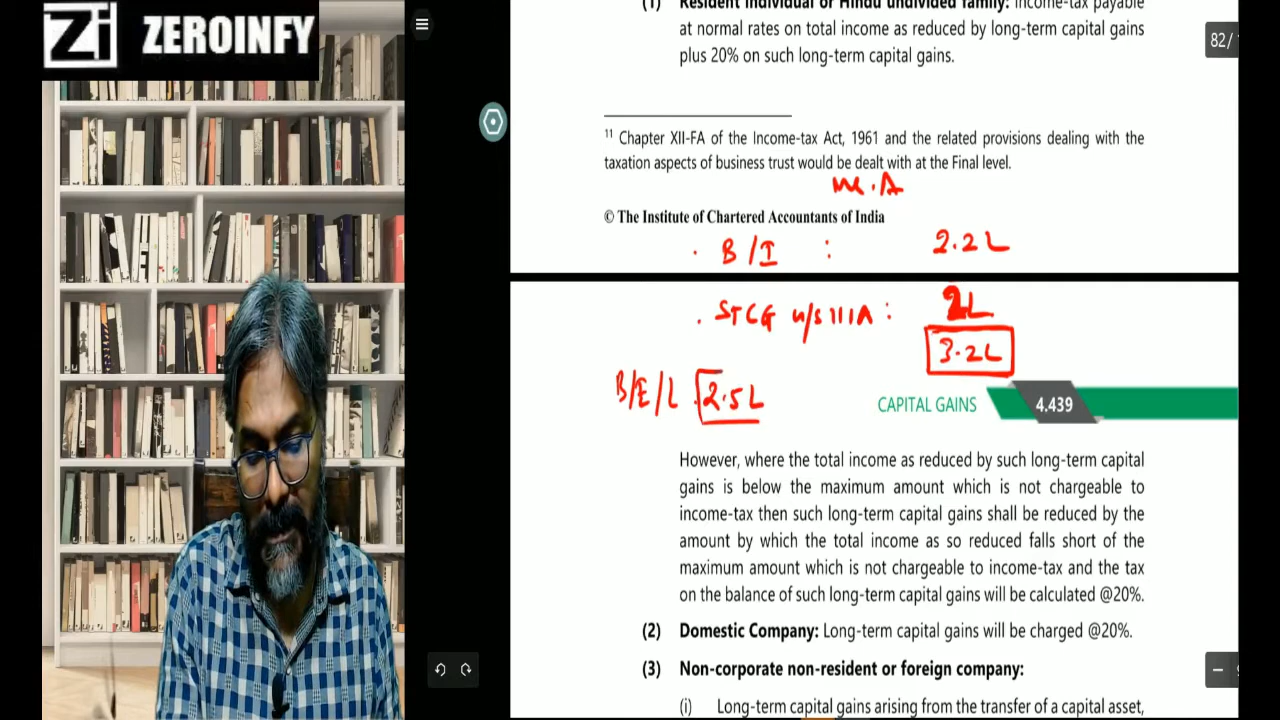 Zi ZEROINFY
(1) Resident individual or Hindu undivided family: Income-tax payable
82/
at normal rates on total income as reduced by long-term capital gains
plus 20% on such long-term capital gains.
11 Chapter XII-FA of the Income-tax Act, 1961 and the related provisions dealing with the
taxation aspects of business trust would be dealt with at the Final level.
Mr. A
© The Institute of Chartered Accountants of India
. B/I : 2.2L
. STCG u/s 111A :
3.2L
B/E/L . 2.5L
CAPITAL GAINS 4.439
However, where the total income as reduced by such long-term capital
gains is below the maximum amount which is not chargeable to
income-tax then such long-term capital gains shall be reduced by the
amount by which the total income as so reduced falls short of the
maximum amount which is not chargeable to income-tax and the tax
on the balance of such long-term capital gains will be calculated @20%.
(2) Domestic Company: Long-term capital gains will be charged @20%.
(3) Non-corporate non-resident or foreign company:
(i) Long-term capital gains arising from the transfer of a capital asset,